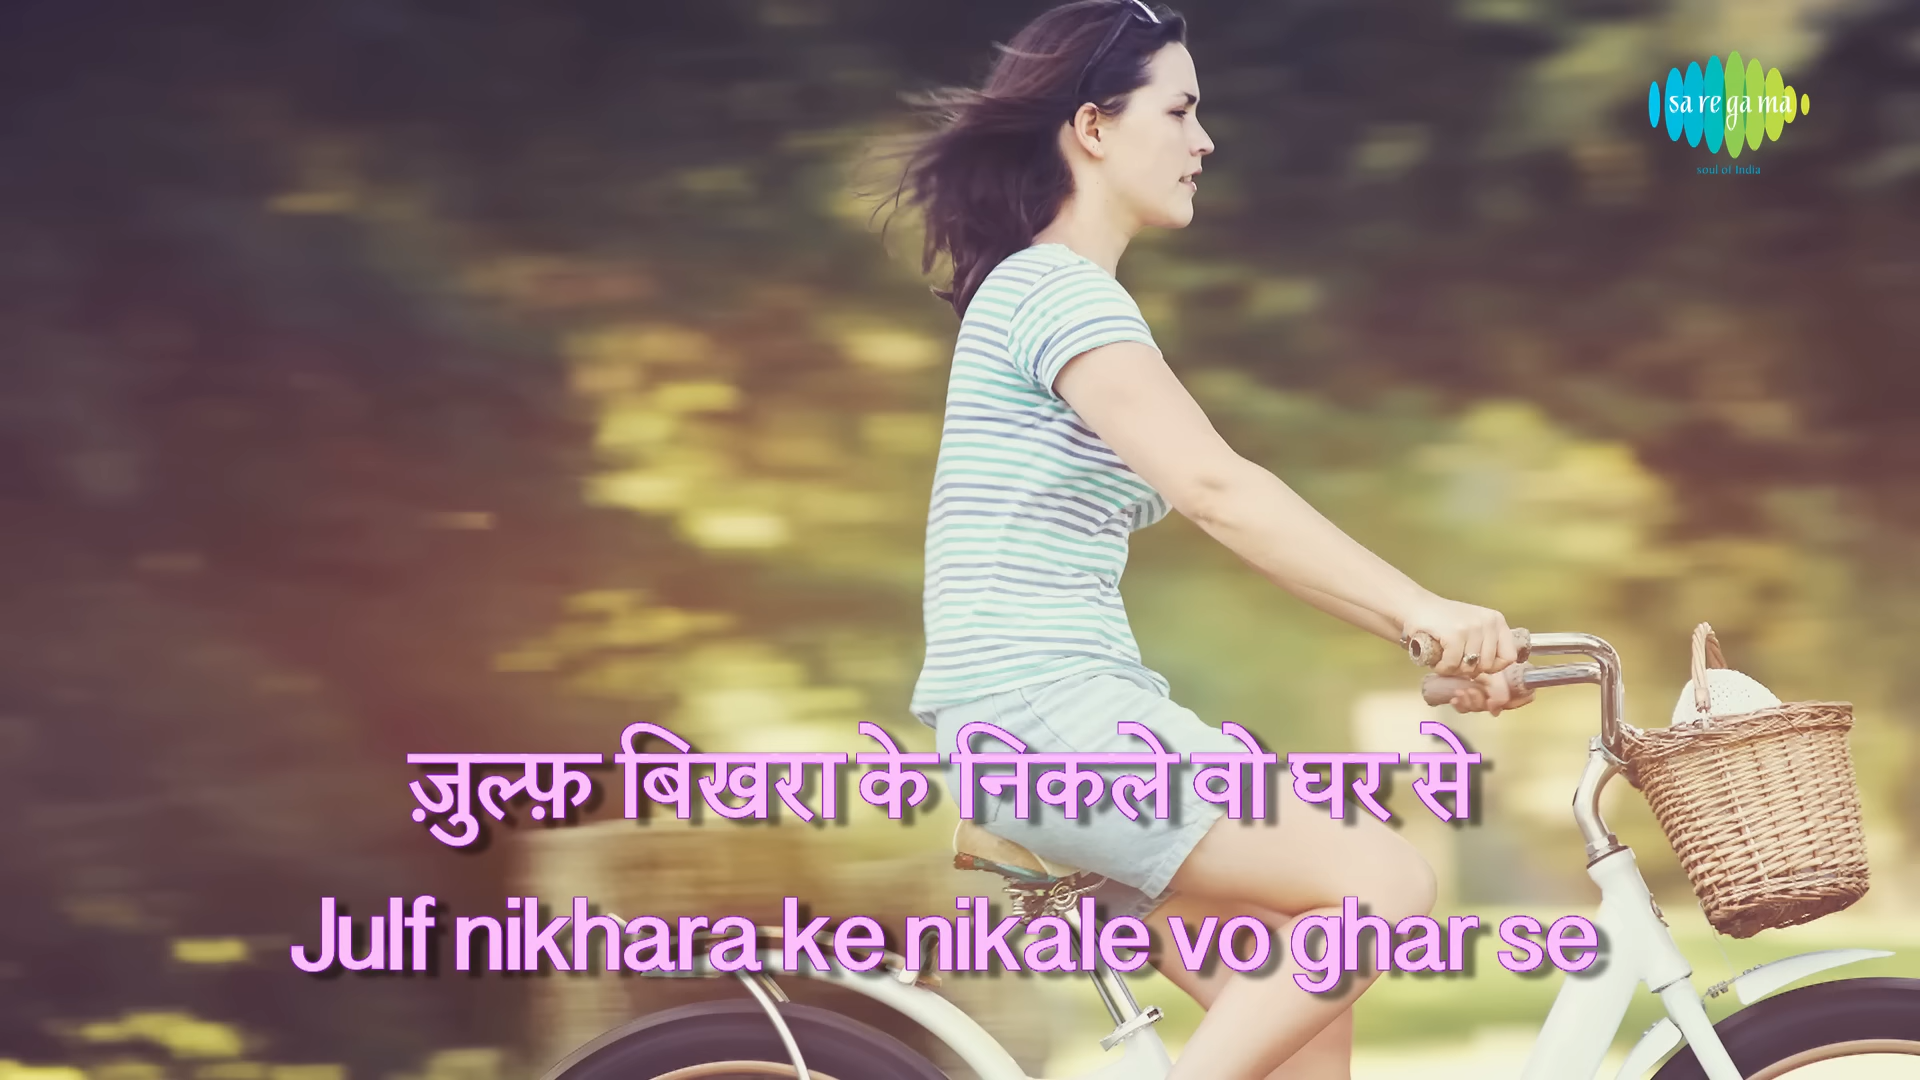 sa re ga ma
soul of India
ज़ुल्फ़ बिखरा के निकले वो घर से
Julf nikhara ke nikale vo ghar se